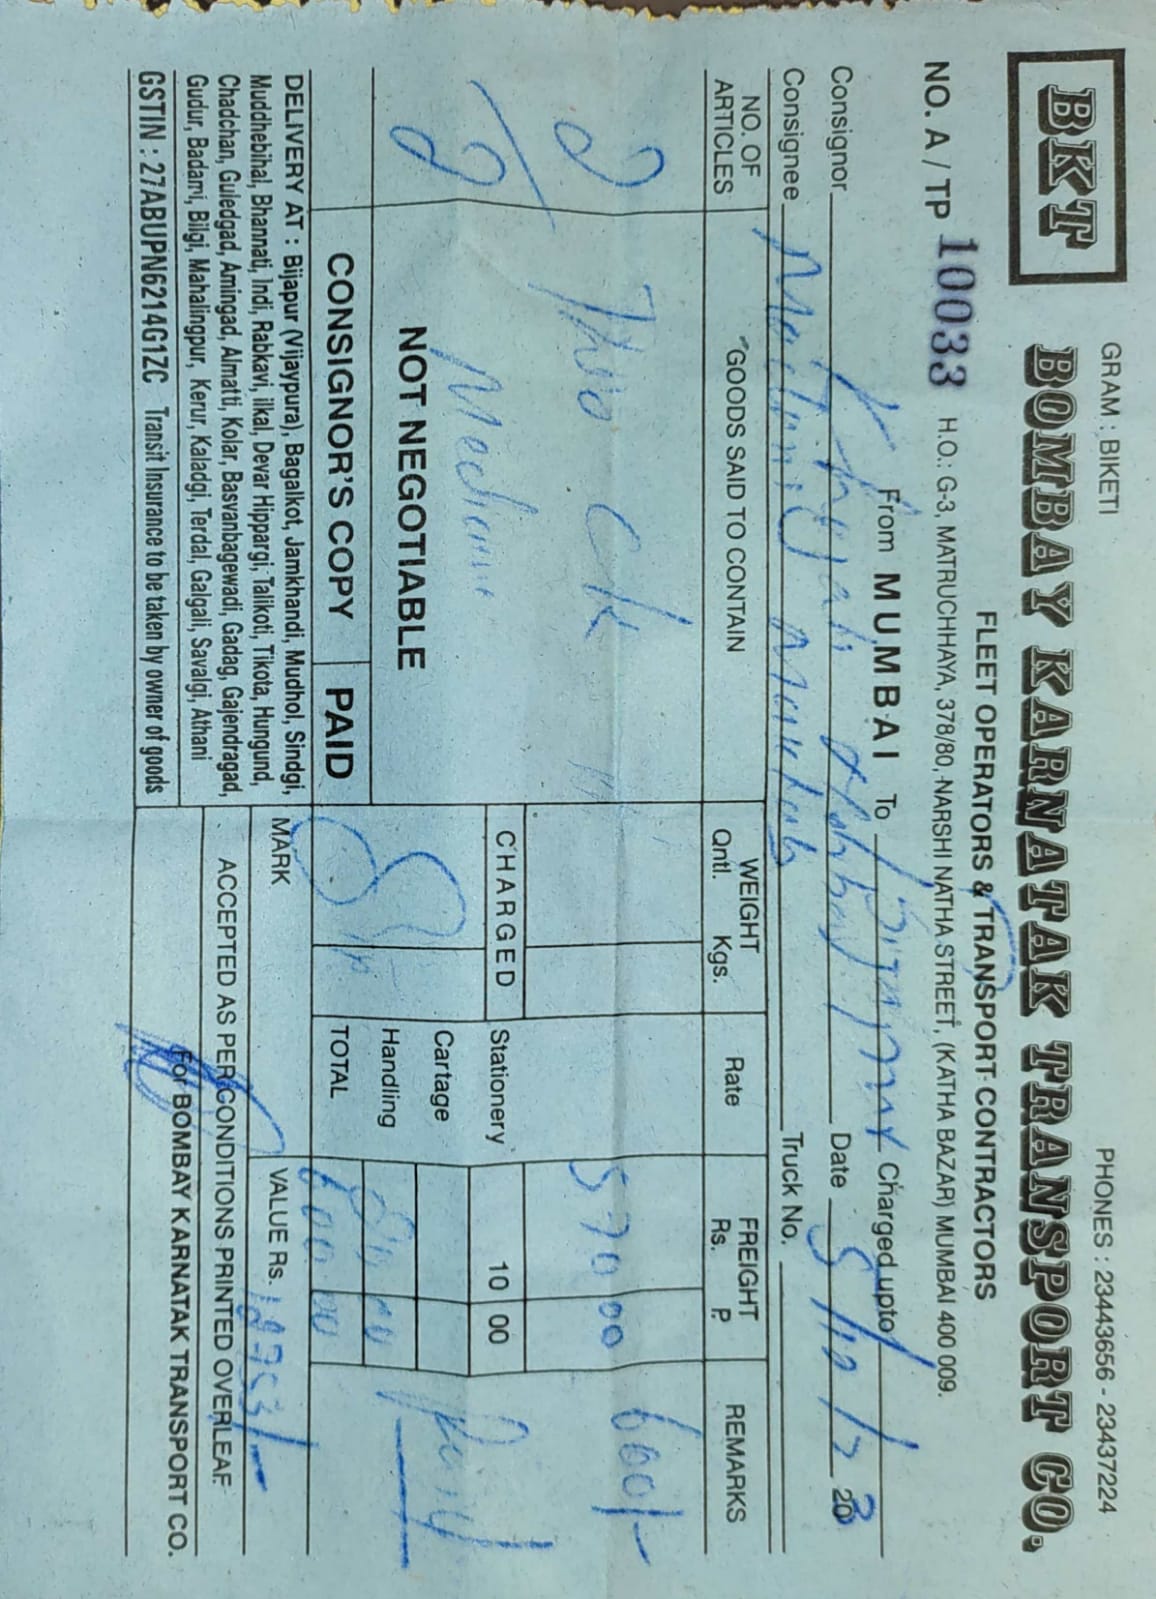 GRAM : BIKETI
PHONES : 23443656 - 23437224
BKT
BOMBAY KARNATAK TRANSPORT CO.
FLEET OPERATORS & TRANSPORT CONTRACTORS
NO. A / TP 10033
H.O.: G-3, MATRUCHHAYA, 378/80, NARSHI NATHA STREET, (KATHA BAZAR) MUMBAI 400 009.
From MUMBAI To Charged upto
Consignor Date 20
Consignee Truck No.
NO. OF ARTICLES
"GOODS SAID TO CONTAIN
WEIGHT
Qntl. Kgs.
Rate
FREIGHT
Rs. P.
REMARKS
2
Two
570 00
600/-
CHARGED
Stationery 10 00
2
Cartage
Paid
NOT NEGOTIABLE
Handling
CONSIGNOR'S COPY
PAID
TOTAL 600 00
DELIVERY AT : Bijapur (Vijaypura), Bagalkot, Jamkhandi, Mudhol, Sindgi,
Muddhebihal, Bhannati, Indi, Rabkavi, ilkal, Devar Hippargi, Talikoti, Tikota, Hungund,
Chadchan, Guledgad, Amingad, Almatti, Kolar, Basvanbagewadi, Gadag, Gajendragad,
Gudur, Badami, Bilgi, Mahalingpur, Kerur, Kaladgi, Terdal, Galgali, Savalgi, Athani
MARK
VALUE Rs.
ACCEPTED AS PER CONDITIONS PRINTED OVERLEAF.
GSTIN : 27ABUPN6214G1ZC Transit Insurance to be taken by owner of goods
For BOMBAY KARNATAK TRANSPORT CO.